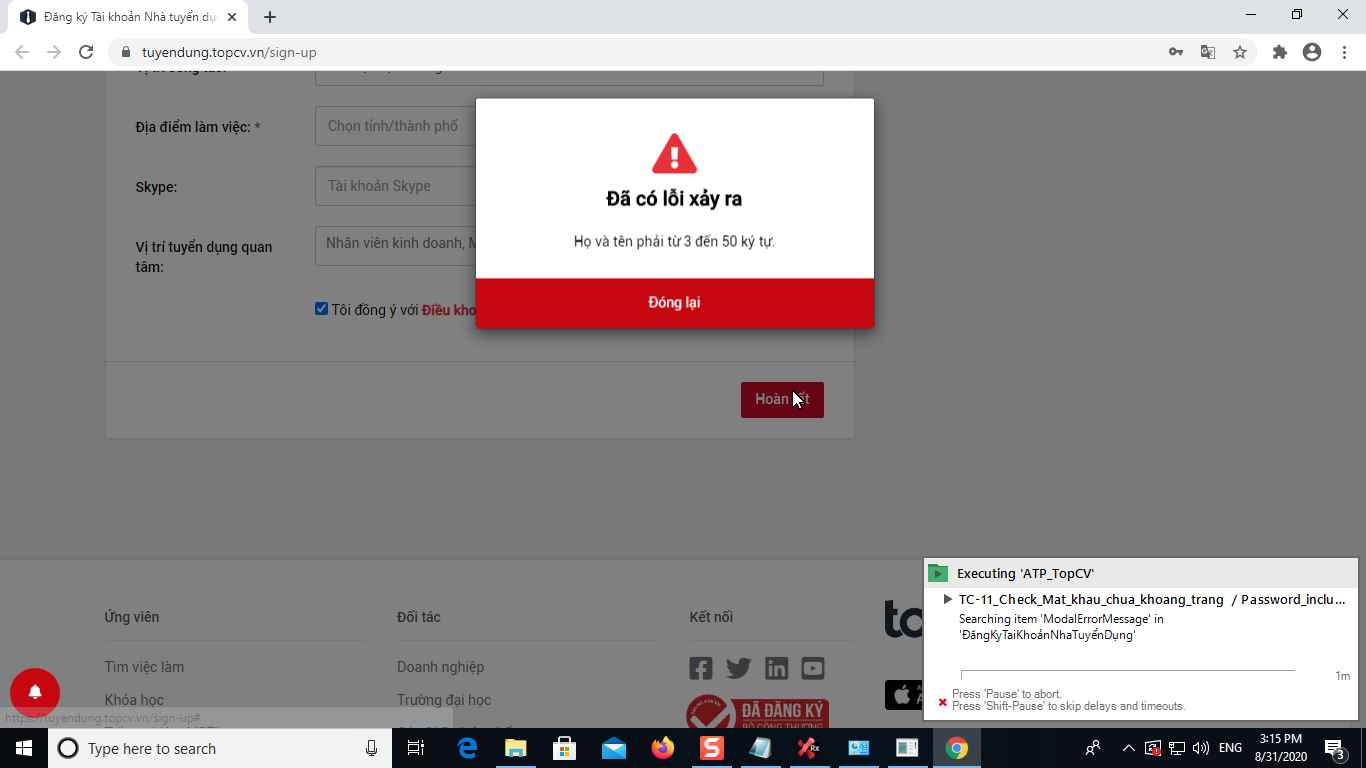 Đăng ký Tài khoản Nhà tuyển dụ
tuyendung.topcv.vn/sign-up
Địa điểm làm việc: *
Chọn tỉnh/thành phố
Skype:
Tài khoản Skype
Vị trí tuyển dụng quan
tâm:
Nhân viên kinh doanh, M
Tôi đồng ý với Điều kho
Đã có lỗi xảy ra
Họ và tên phải từ 3 đến 50 ký tự.
Đóng lại
Hoàn
Ứng viên
Đối tác
Kết nối
to
Tìm việc làm
Doanh nghiệp
Khóa học
Trường đại học
ĐÃ ĐĂNG KÝ
BỘ CÔNG THƯƠNG
https://tuyendung.topcv.vn/sign-up#
Executing 'ATP_TopCV'
TC-11_Check_Mat_khau_chua_khoang_trang / Password_inclu...
Searching item 'ModalErrorMessage' in
'ĐăngKýTàiKhoảnNhàTuyểnDụng'
1m
Press 'Pause' to abort.
Press 'Shift-Pause' to skip delays and timeouts.
Type here to search
S
Rx
ENG
3:15 PM
8/31/2020
3